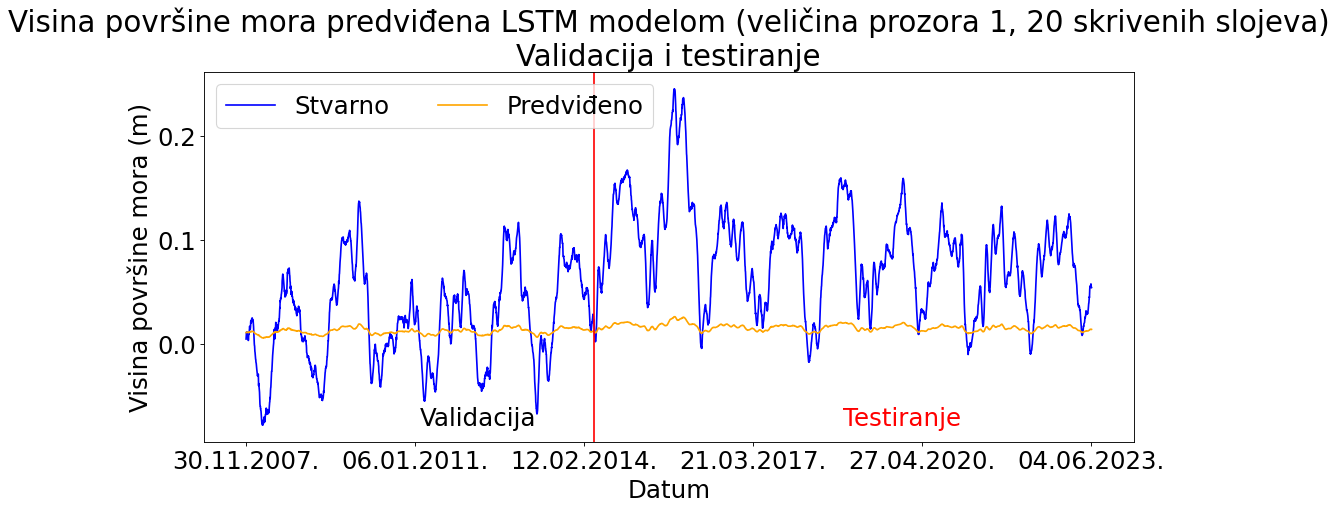 Visina površine mora predviđena LSTM modelom (veličina prozora 1, 20 skrivenih slojeva)
Validacija i testiranje
Stvarno
Predviđeno
Visina površine mora (m)
0.2
0.1
0.0
Validacija
Testiranje
30.11.2007.
06.01.2011.
12.02.2014.
21.03.2017.
27.04.2020.
04.06.2023.
Datum